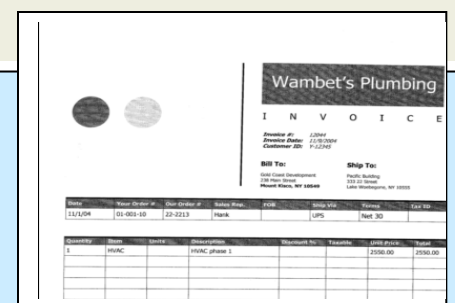 Wambet's Plumbing
I N V O I C E
Invoice #: 12044
Invoice Date: 11/9/2004
Customer ID: Y-12345
Bill To: Ship To:
Gold Coast Development Pacific Building
238 Main Street 333 22 Street
Mount Kisco, NY 10549 Lake Washegone, NY 10555
Date Your Order # Our Order # Sales Rep. FOB Ship Via Terms Tax ID
11/1/04 01-001-10 22-2213 Hank UPS Net 30
Quantity Item Units Description Discount % Taxable Unit Price Total
1 HVAC HVAC phase 1 2550.00 2550.00